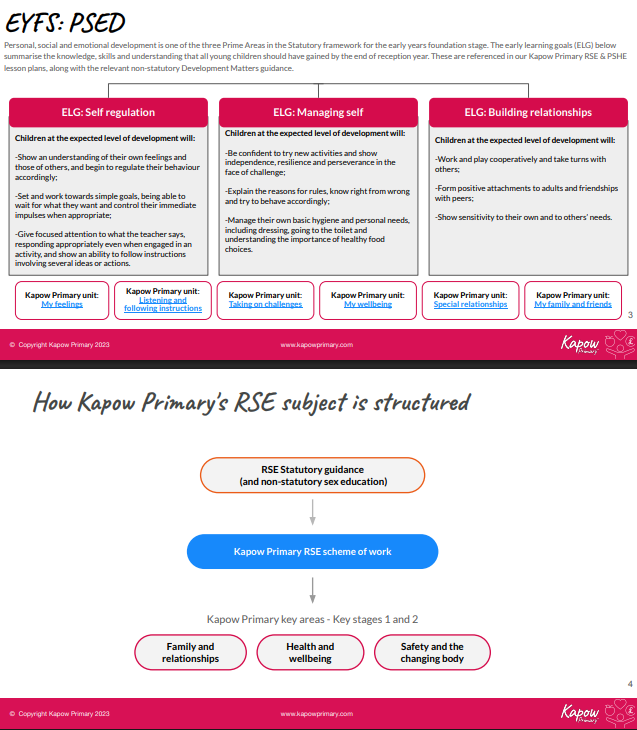 EYFS: PSED
Personal, social and emotional development is one of the three Prime Areas in the Statutory framework for the early years foundation stage. The early learning goals (ELG) below
summarise the knowledge, skills and understanding that all young children should have gained by the end of reception year. These are referenced in our Kapow Primary RSE & PSHE
lesson plans, along with the relevant non-statutory Development Matters guidance.
ELG: Self regulation
Children at the expected level of development will:
-Show an understanding of their own feelings and
those of others, and begin to regulate their behaviour
accordingly;
-Set and work towards simple goals, being able to
wait for what they want and control their immediate
impulses when appropriate;
-Give focused attention to what the teacher says,
responding appropriately even when engaged in an
activity, and show an ability to follow instructions
involving several ideas or actions.
ELG: Managing self
Children at the expected level of development will:
-Be confident to try new activities and show
independence, resilience and perseverance in the
face of challenge;
-Explain the reasons for rules, know right from wrong
and try to behave accordingly;
-Manage their own basic hygiene and personal needs,
including dressing, going to the toilet and
understanding the importance of healthy food
choices.
ELG: Building relationships
Children at the expected level of development will:
-Work and play cooperatively and take turns with
others;
-Form positive attachments to adults and friendships
with peers;
-Show sensitivity to their own and to others' needs.
Kapow Primary unit:
My feelings
Kapow Primary unit:
Listening and
following instructions
Kapow Primary unit:
Taking on challenges
Kapow Primary unit:
My wellbeing
Kapow Primary unit:
Special relationships
Kapow Primary unit:
My family and friends
3
© Copyright Kapow Primary 2023
www.kapowprimary.com
Kapow
Primary
How Kapow Primary's RSE subject is structured
RSE Statutory guidance
(and non-statutory sex education)
Kapow Primary RSE scheme of work
Kapow Primary key areas - Key stages 1 and 2
Family and
relationships
Health and
wellbeing
Safety and the
changing body
4
© Copyright Kapow Primary 2023
www.kapowprimary.com
Kapow
Primary